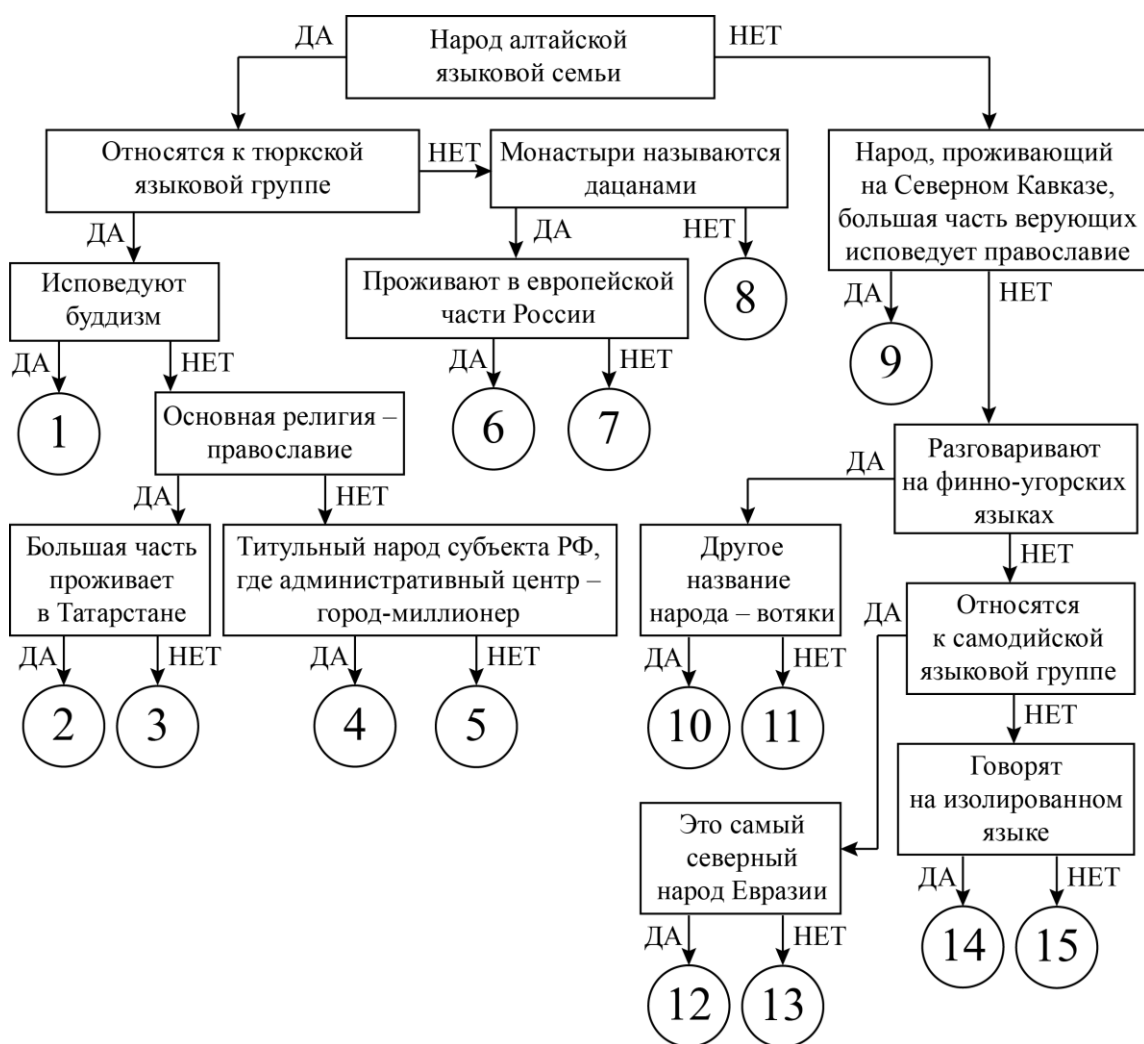 ДА
Народ алтайской
языковой семьи
НЕТ
Относятся к тюркской
языковой группе
НЕТ
Монастыри называются
дацанами
Народ, проживающий
на Северном Кавказе,
большая часть верующих
исповедует православие
ДА
ДА
НЕТ
Исповедуют
буддизм
Проживают в европейской
части России
8
ДА
НЕТ
9
ДА
НЕТ
1
Основная религия –
православие
ДА
НЕТ
6
7
Разговаривают
на финно-угорских
языках
ДА
ДА
НЕТ
Большая часть
проживает
в Татарстане
Титульный народ субъекта РФ,
где административный центр –
город-миллионер
Другое
название
народа – вотяки
НЕТ
Относятся
к самодийской
языковой группе
ДА
ДА
НЕТ
2
3
ДА
НЕТ
4
5
ДА
НЕТ
10
11
НЕТ
Говорят
на изолированном
языке
Это самый
северный
народ Евразии
ДА
НЕТ
14
15
ДА
НЕТ
12
13